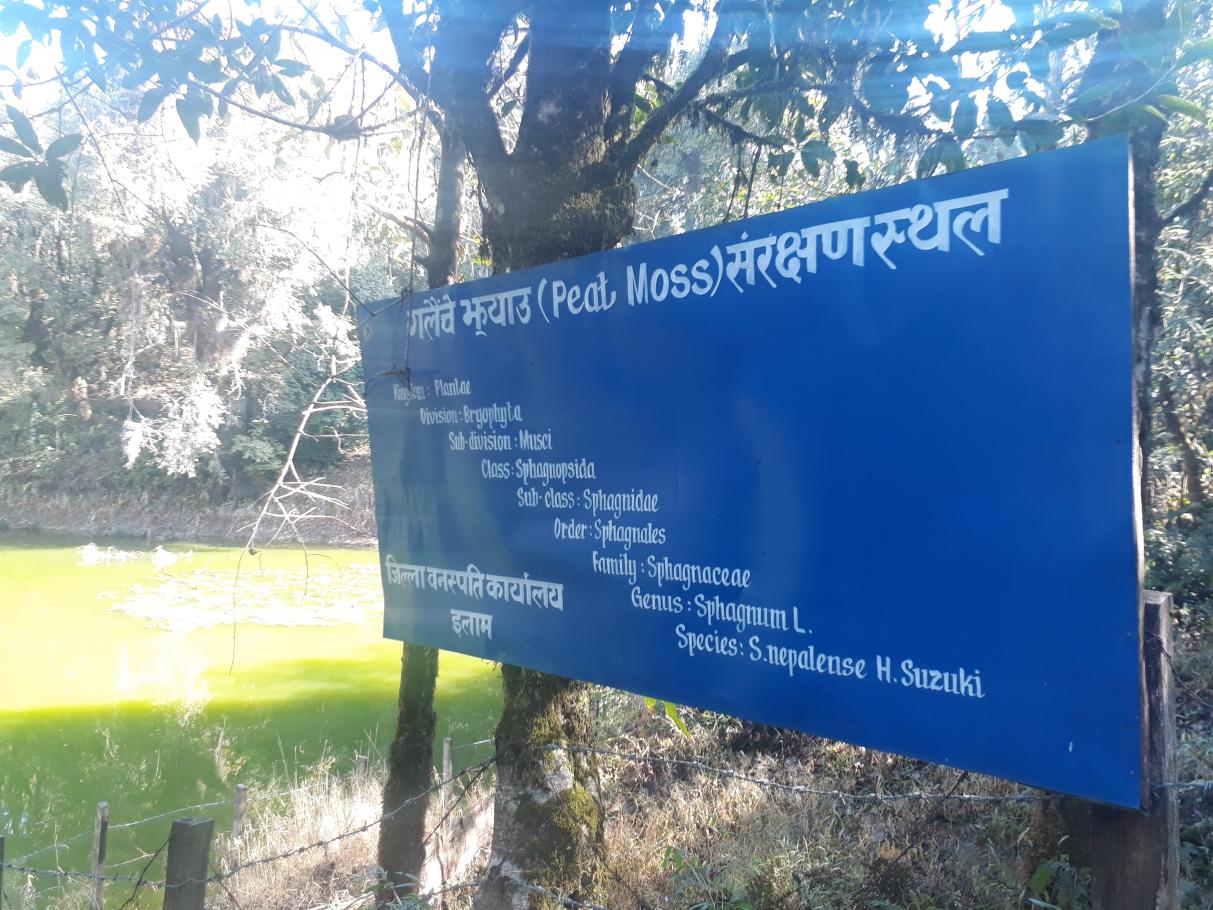 गलैंचे झ्याउ (Peat Moss) संरक्षण स्थल
Kingdom: Plantae
Division: Bryophyta
Sub-division: Musci
Class: Sphagnopsida
Sub-class: Sphagnidae
Order: Sphagnales
Family: Sphagnaceae
Genus: Sphagnum L.
Species: S.nepalense H.Suzuki
जिल्ला वनस्पति कार्यालय
इलाम